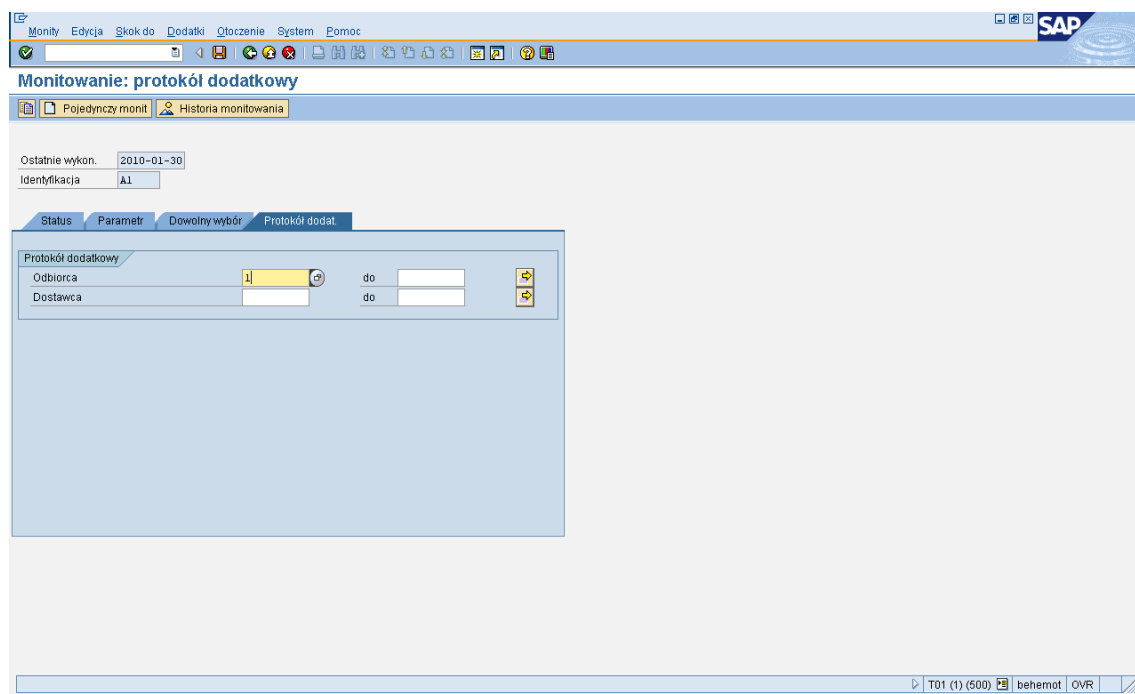 Monity Edycja Skok do Dodatki Otoczenie System Pomoc
SAP
Monitowanie: protokół dodatkowy
Pojedynczy monit Historia monitowania
Ostatnie wykon. 2010-01-30
Identyfikacja A1
Status Parametr Dowolny wybór Protokół dodat.
Protokół dodatkowy
Odbiorca 1 do
Dostawca do
T01 (1) (500) behemot OVR